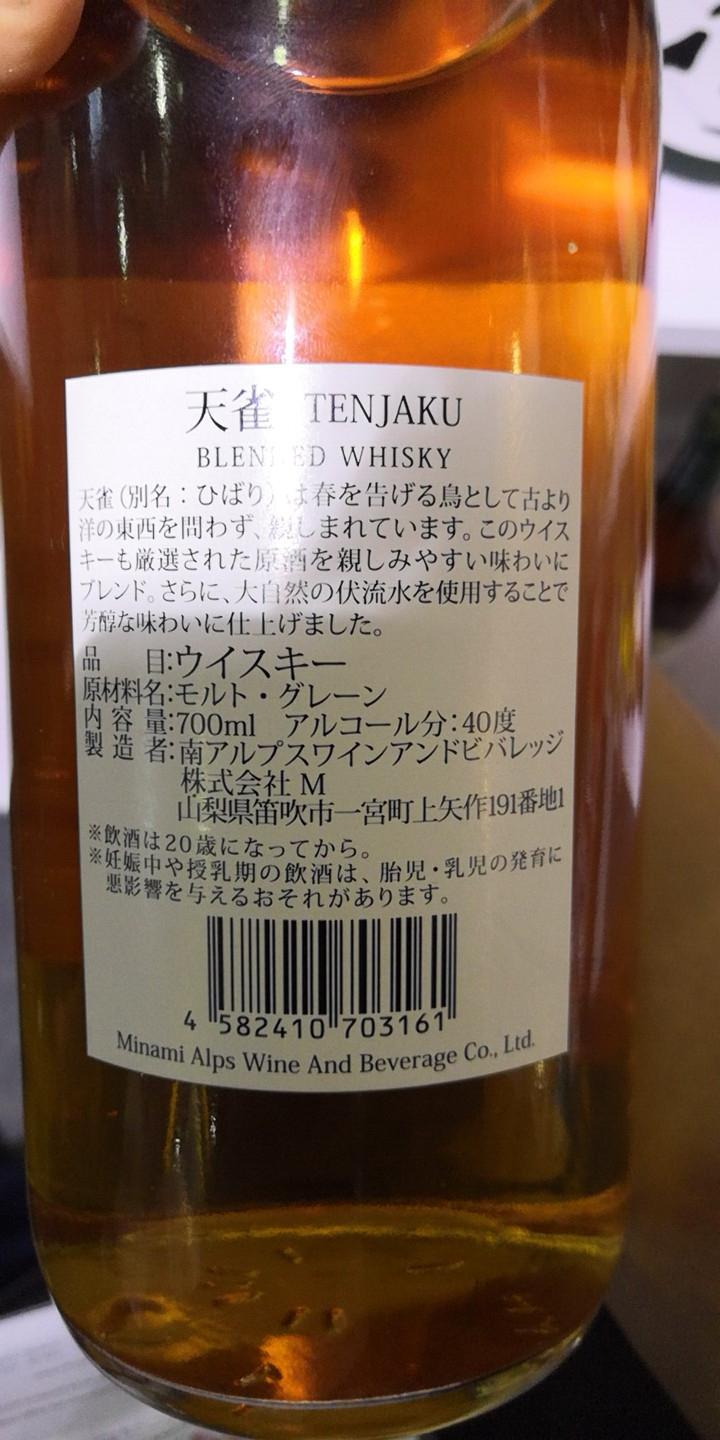 天雀 TENJAKU
BLENDED WHISKY
天雀（別名：ひばり）は春を告げる鳥として古より
洋の東西を問わず、親しまれています。このウイス
キーも厳選された原酒を親しみやすい味わいに
ブレンド。さらに、大自然の伏流水を使用することで
芳醇な味わいに仕上げました。
品 目：ウイスキー
原材料名：モルト・グレーン
内容量：700ml アルコール分：40度
製造者：南アルプスワインアンドビバレッジ
株式会社 M
山梨県笛吹市一宮町上矢作191番地1
※飲酒は20歳になってから。
※妊娠中や授乳期の飲酒は、胎児・乳児の発育に
悪影響を与えるおそれがあります。
4 582410 703161
Minami Alps Wine And Beverage Co., Ltd.